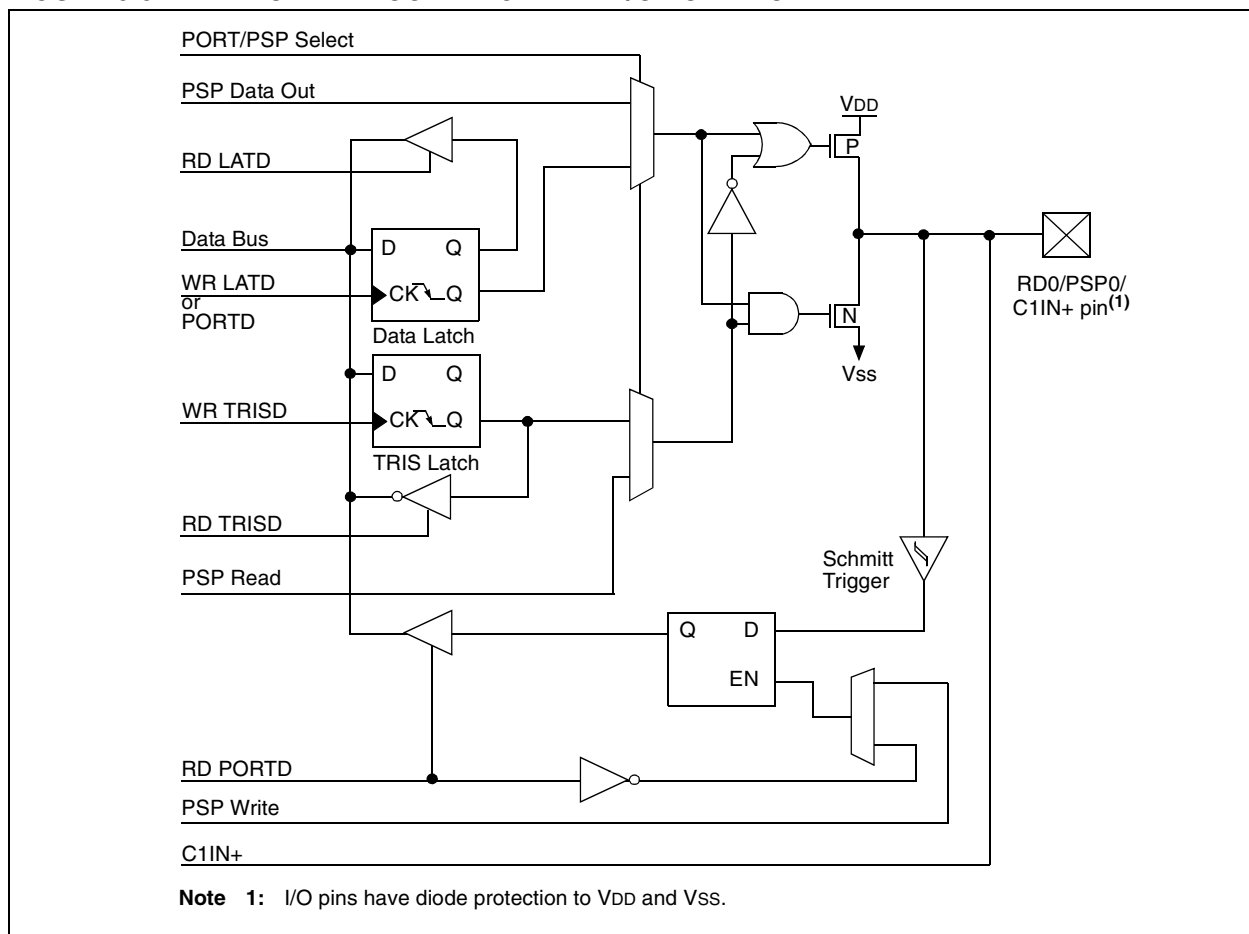 PORT/PSP Select
PSP Data Out
RD LATD
Data Bus
WR LATD
or
PORTD
D Q
CK Q
Data Latch
D Q
CK Q
TRIS Latch
WR TRISD
RD TRISD
PSP Read
VDD
P
N
Vss
RD0/PSP0/
C1IN+ pin(1)
Schmitt
Trigger
Q D
EN
RD PORTD
PSP Write
C1IN+
Note 1: I/O pins have diode protection to VDD and VSS.